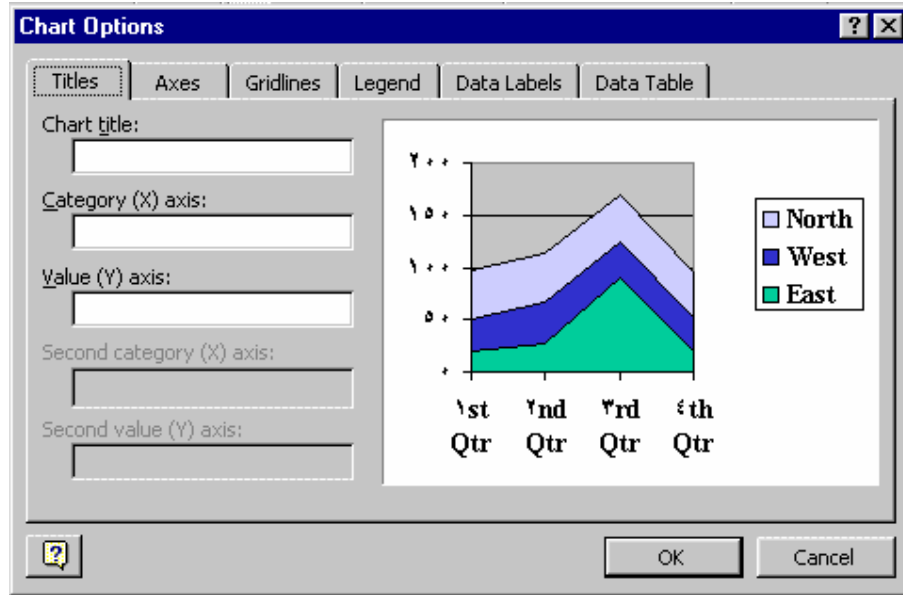 Chart Options
Titles Axes Gridlines Legend Data Labels Data Table
Chart title:
Category (X) axis:
Value (Y) axis:
Second category (X) axis:
Second value (Y) axis:
٢٠٠
١٥٠
١٠٠
٥٠
٠
١st ٢nd ٣rd ٤th
Qtr Qtr Qtr Qtr
North
West
East
OK Cancel